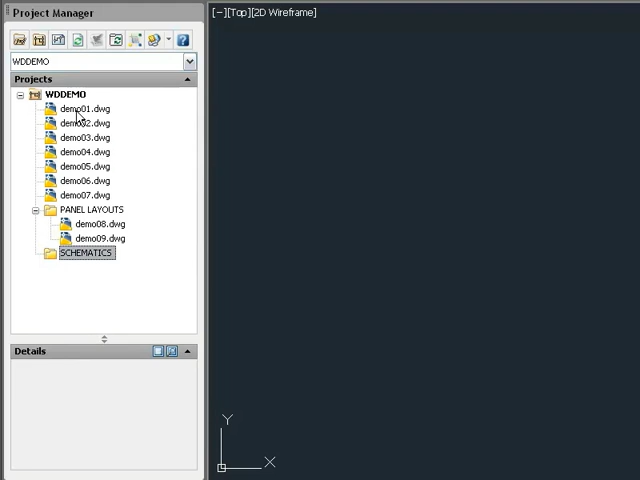 Project Manager
[−][Top][2D Wireframe]
WDDEMO
Projects
WDDEMO
demo01.dwg
demo02.dwg
demo03.dwg
demo04.dwg
demo05.dwg
demo06.dwg
demo07.dwg
PANEL LAYOUTS
demo08.dwg
demo09.dwg
SCHEMATICS
Details
Y
X